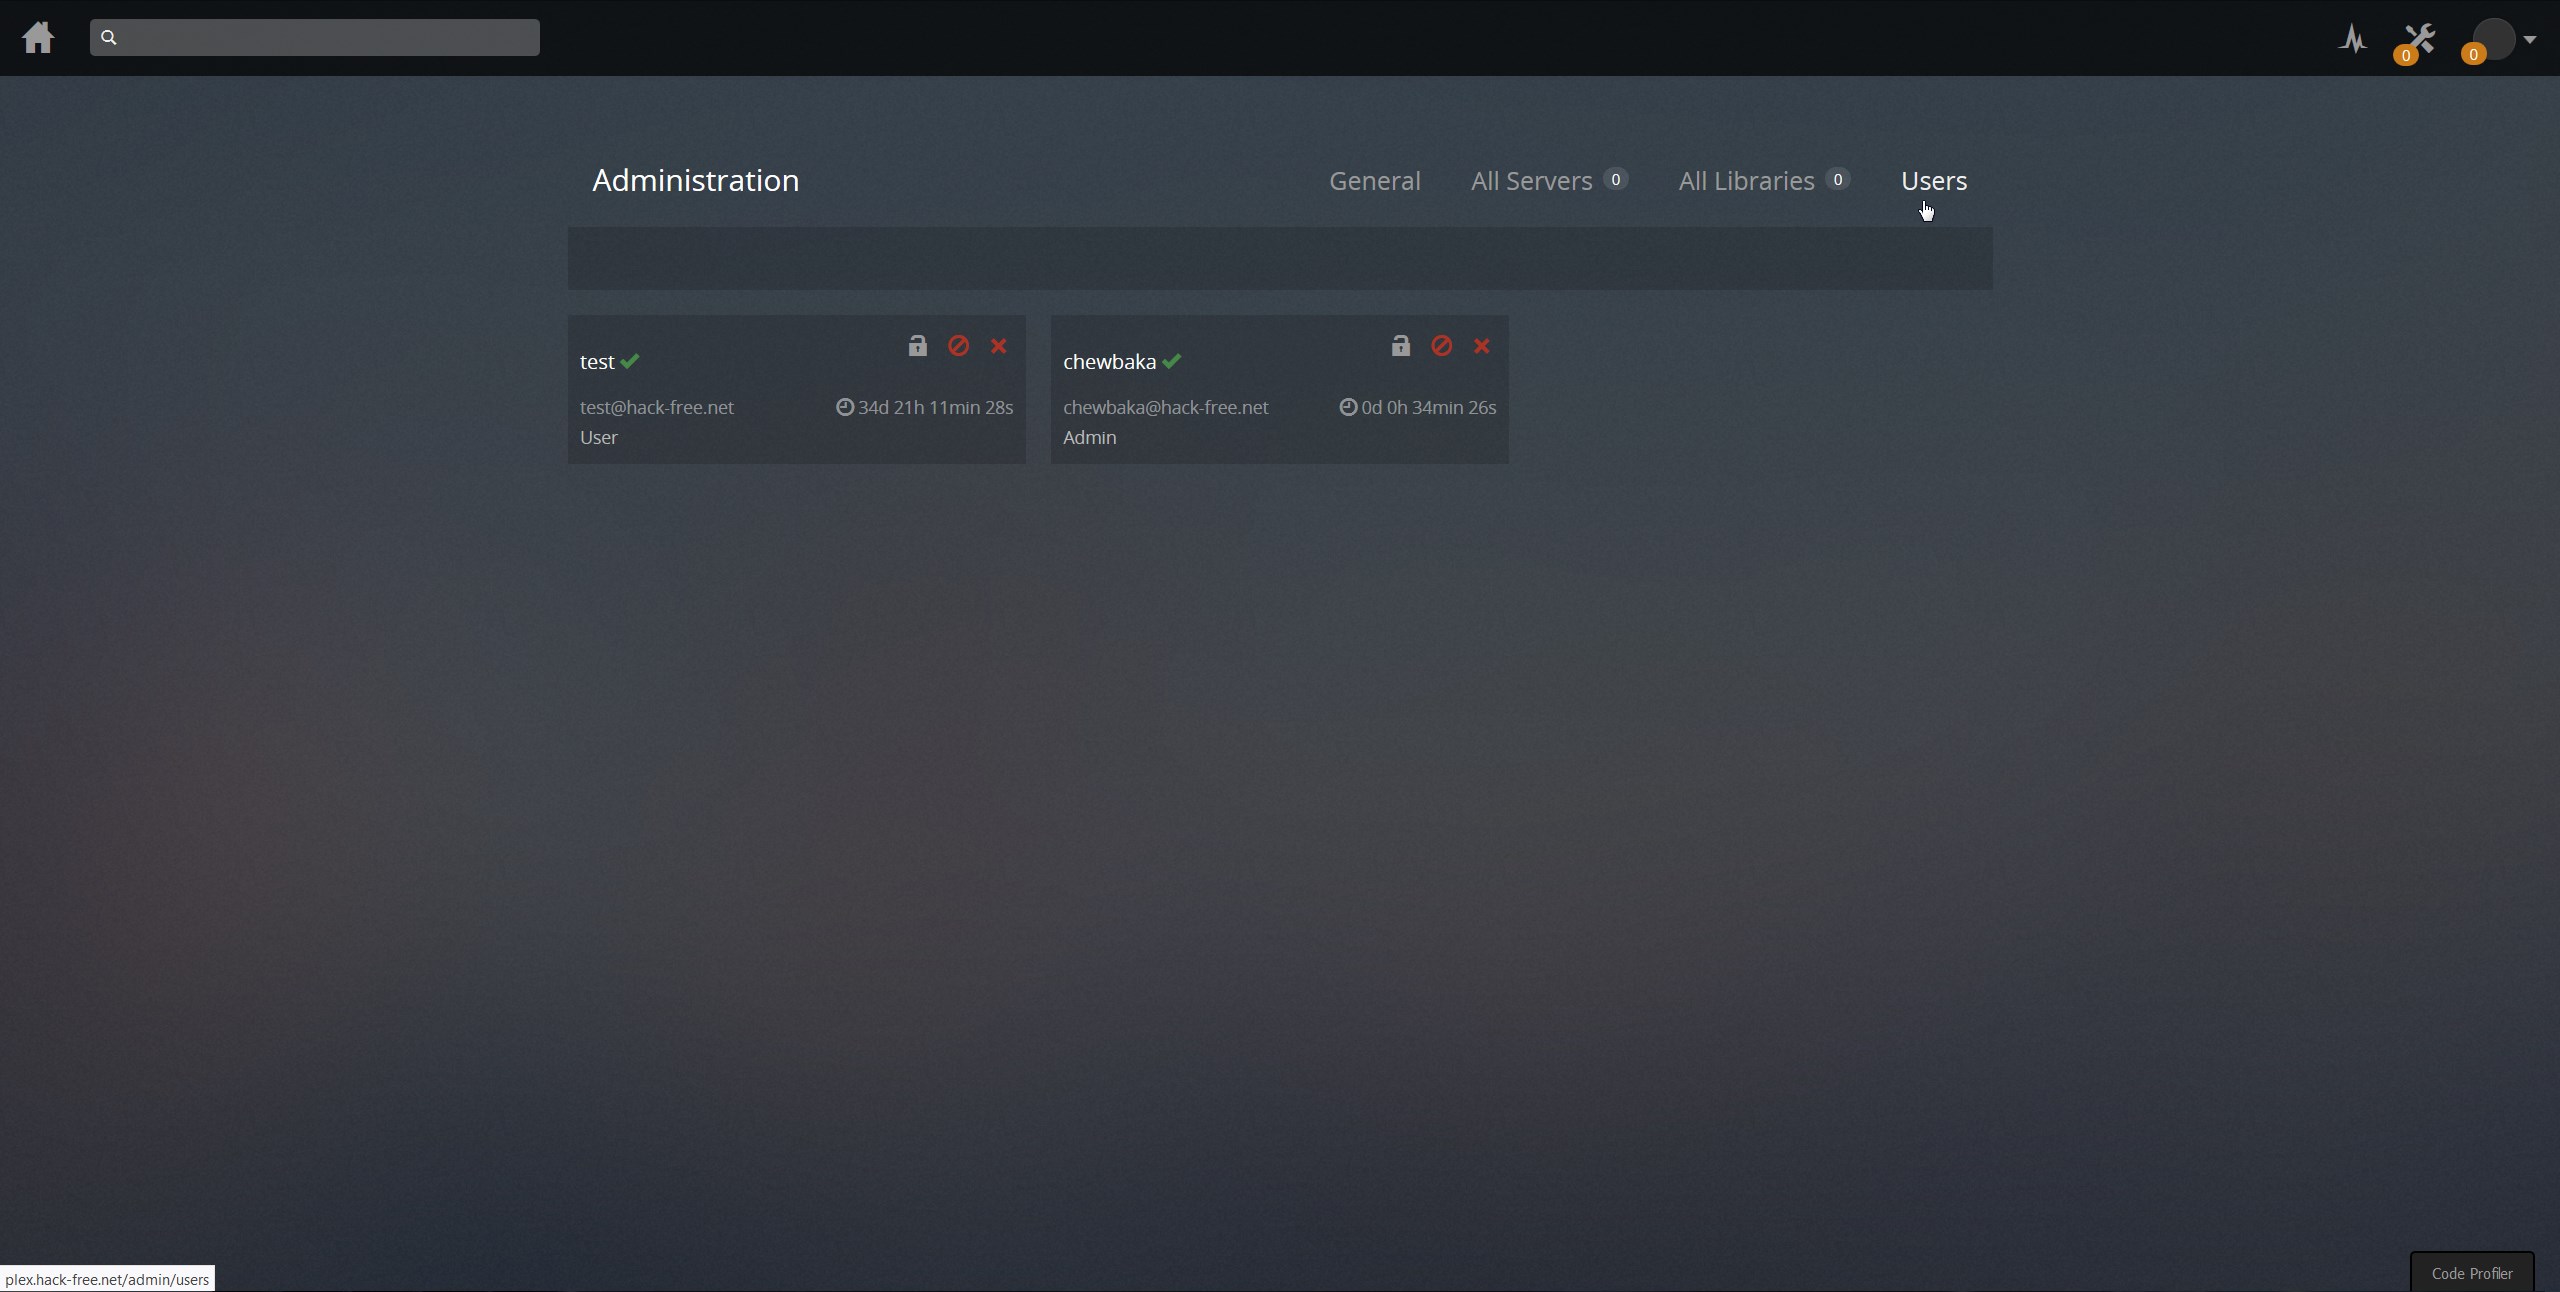 0
0
Administration
General
All Servers 0
All Libraries 0
Users
test
test@hack-free.net
34d 21h 11min 28s
User
chewbaka
chewbaka@hack-free.net
0d 0h 34min 26s
Admin
plex.hack-free.net/admin/users
Code Profiler